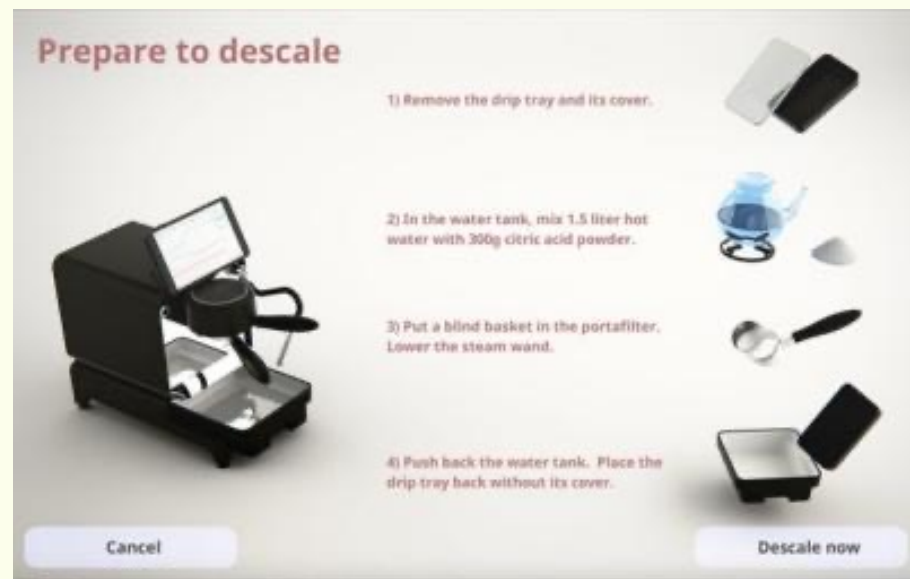 Prepare to descale
1) Remove the drip tray and its cover.
2) In the water tank, mix 1.5 liter hot
water with 300g citric acid powder.
3) Put a blind basket in the portafilter.
Lower the steam wand.
4) Push back the water tank.  Place the
drip tray back without its cover.
Cancel
Descale now